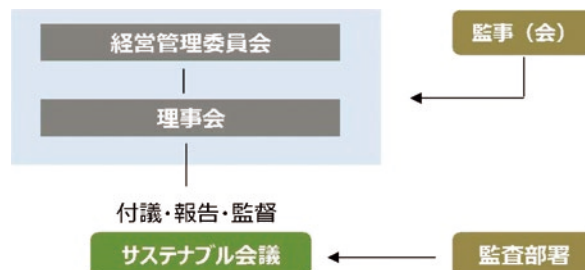 経営管理委員会
監事（会）
理事会
付議・報告・監督
サステナブル会議
監査部署